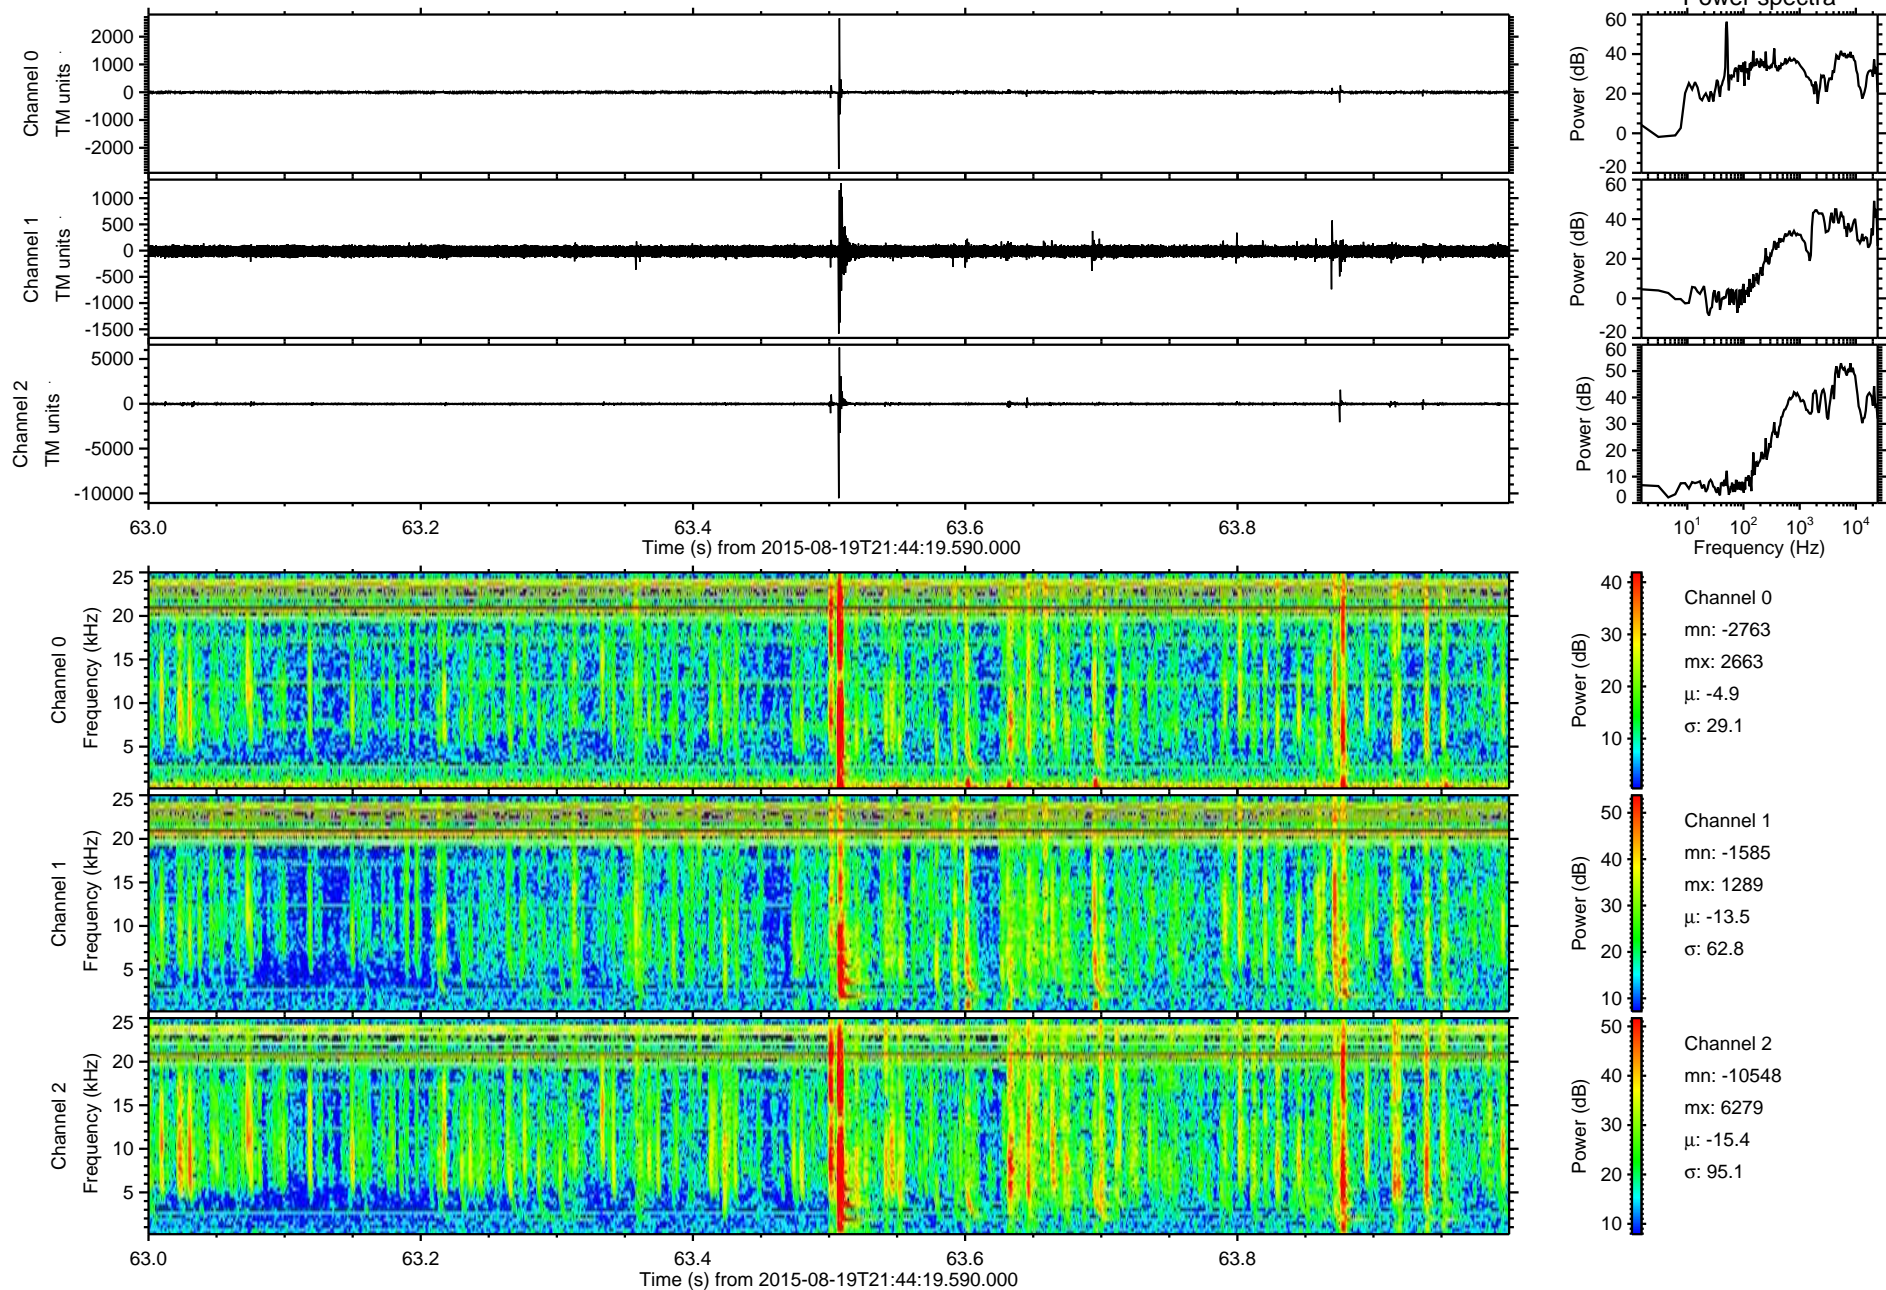 Power spectra
Channel 0
TM units
2000
1000
0
-1000
-2000
Power (dB)
60
40
20
0
-20
Channel 1
TM units
1000
500
0
-500
-1000
-1500
Power (dB)
60
40
20
0
-20
Channel 2
TM units
5000
0
-5000
-10000
Power (dB)
60
50
40
30
20
10
0
63.0 63.2 63.4 63.6 63.8
Time (s) from 2015-08-19T21:44:19.590.000
10^1 10^2 10^3 10^4
Frequency (Hz)
Channel 0
Frequency (kHz)
25
20
15
10
5
Power (dB)
40
30
20
10
Channel 0
mn: -2763
mx: 2663
μ: -4.9
σ: 29.1
Channel 1
Frequency (kHz)
25
20
15
10
5
Power (dB)
50
40
30
20
10
Channel 1
mn: -1585
mx: 1289
μ: -13.5
σ: 62.8
Channel 2
Frequency (kHz)
25
20
15
10
5
Power (dB)
50
40
30
20
10
Channel 2
mn: -10548
mx: 6279
μ: -15.4
σ: 95.1
63.0 63.2 63.4 63.6 63.8
Time (s) from 2015-08-19T21:44:19.590.000